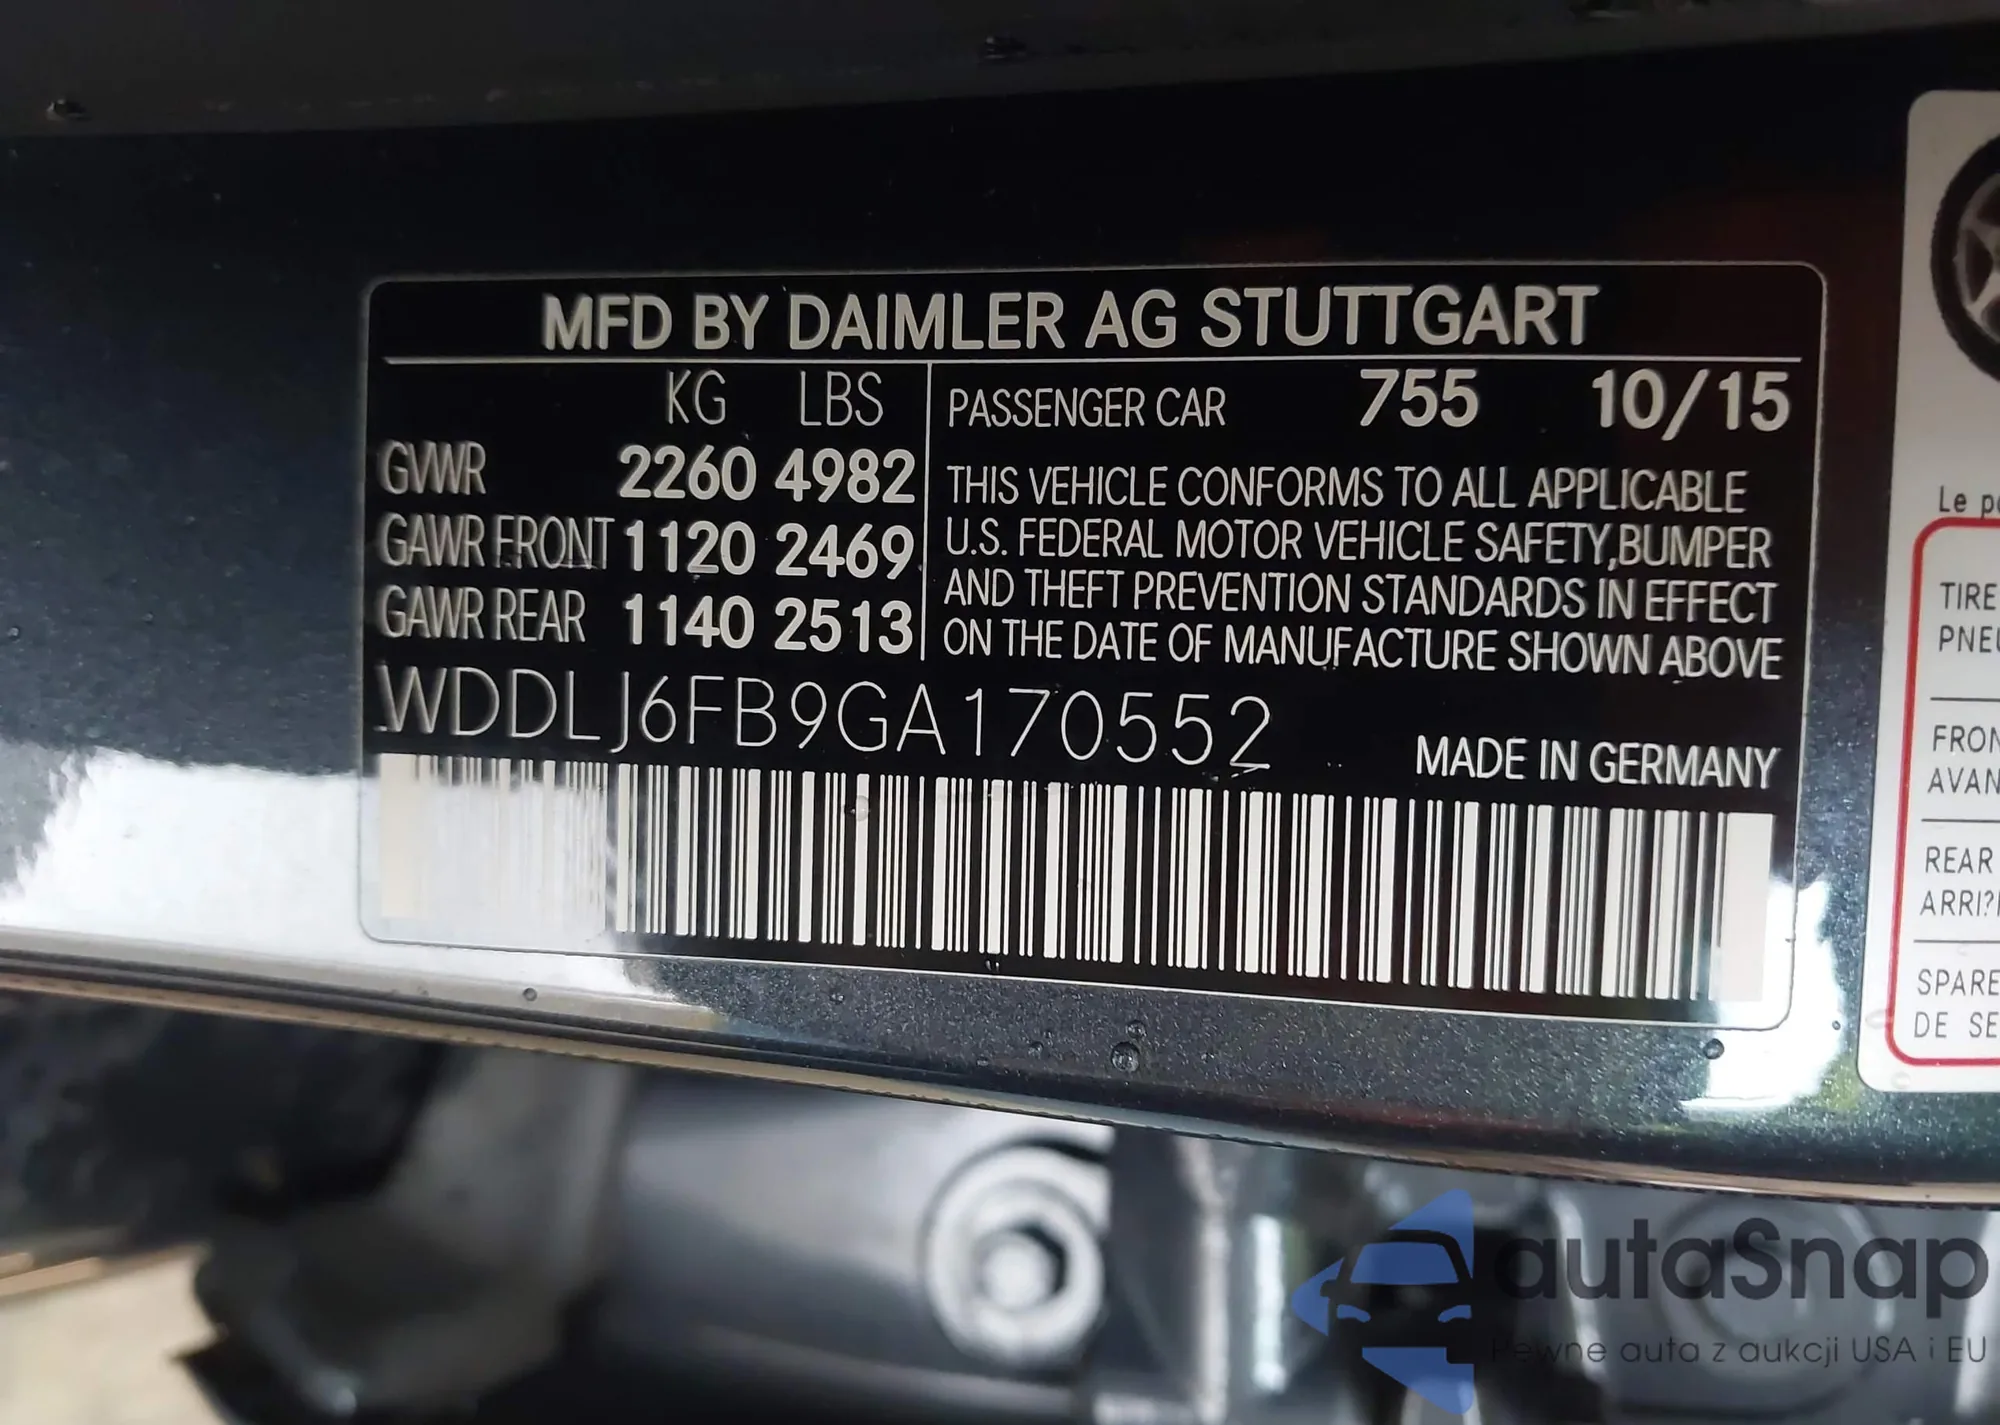 MFD BY DAIMLER AG STUTTGART
KG LBS
GVWR 2260 4982
GAWR FRONT 1120 2469
GAWR REAR 1140 2513
PASSENGER CAR 755 10/15
THIS VEHICLE CONFORMS TO ALL APPLICABLE
U.S. FEDERAL MOTOR VEHICLE SAFETY,BUMPER
AND THEFT PREVENTION STANDARDS IN EFFECT
ON THE DATE OF MANUFACTURE SHOWN ABOVE
WDDLJ6FB9GA170552
MADE IN GERMANY
Le
TIRE
FRON
AVAN
REAR
ARRI?
SPARE
DE SE
autaSnap
Pewne auta z aukcji USA i EU